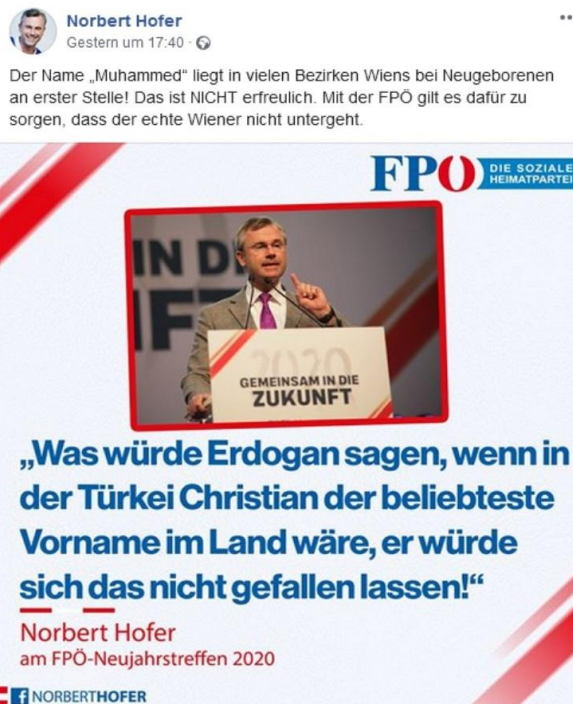 Norbert Hofer
Gestern um 17:40 ·
Der Name „Muhammed“ liegt in vielen Bezirken Wiens bei Neugeborenen
an erster Stelle! Das ist NICHT erfreulich. Mit der FPÖ gilt es dafür zu
sorgen, dass der echte Wiener nicht untergeht.
FPÖ DIE SOZIALE
HEIMATPARTEI
IN DI
F
2020
GEMEINSAM IN DIE
ZUKUNFT
„Was würde Erdogan sagen, wenn in
der Türkei Christian der beliebteste
Vorname im Land wäre, er würde
sich das nicht gefallen lassen!“
Norbert Hofer
am FPÖ-Neujahrstreffen 2020
f NORBERTHOFER